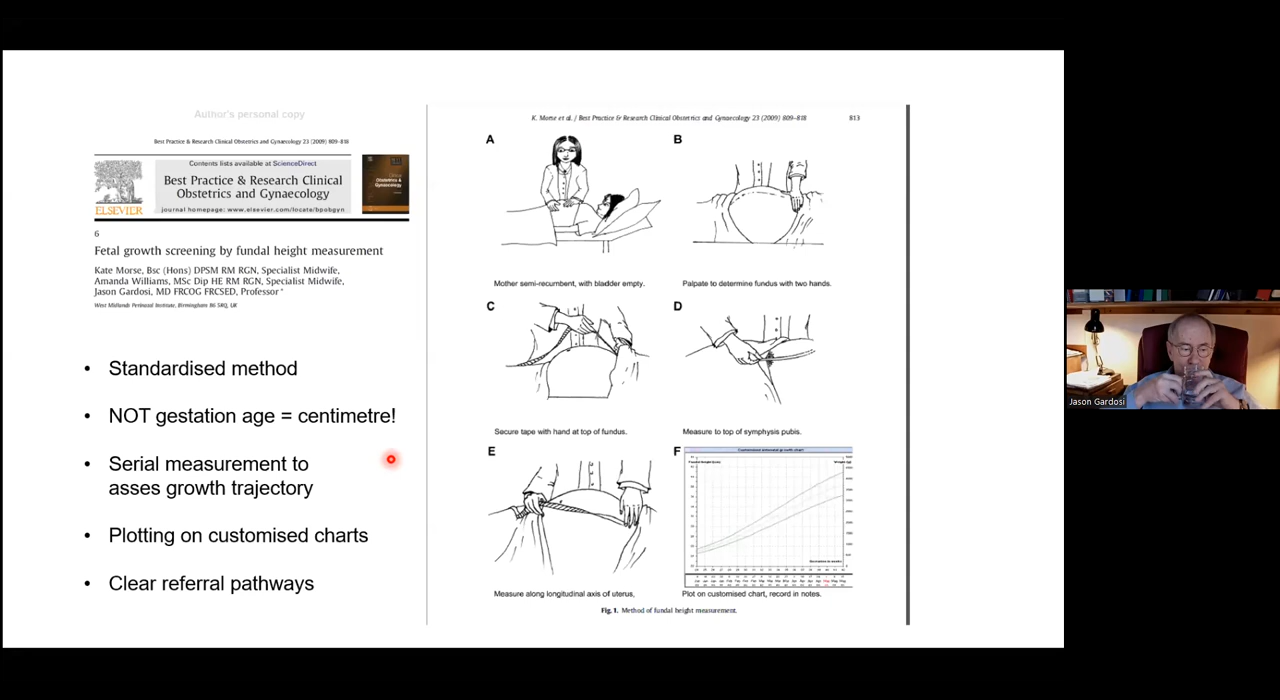 Author's personal copy
Best Practice & Research Clinical Obstetrics and Gynaecology 23 (2009) 809–818
Contents lists available at ScienceDirect
Best Practice & Research Clinical
Obstetrics and Gynaecology
journal homepage: www.elsevier.com/locate/bpobgyn
ELSEVIER
6
Fetal growth screening by fundal height measurement
Kate Morse, Bsc (Hons) DPSM RM RGN, Specialist Midwife,
Amanda Williams, MSc Dip HE RM RGN, Specialist Midwife,
Jason Gardosi, MD FRCOG FRCSED, Professor *
West Midlands Perinatal Institute, Birmingham B6 5RQ, UK
• Standardised method
• NOT gestation age = centimetre!
• Serial measurement to
asses growth trajectory
• Plotting on customised charts
• Clear referral pathways
K. Morse et al. / Best Practice & Research Clinical Obstetrics and Gynaecology 23 (2009) 809–818
813
A
B
Mother semi-recumbent, with bladder empty.
Palpate to determine fundus with two hands.
C
D
Secure tape with hand at top of fundus.
Measure to top of symphysis pubis.
E
F
Measure along longitudinal axis of uterus,
Plot on customised chart, record in notes.
Fig. 1. Method of fundal height measurement.
Jason Gardosi